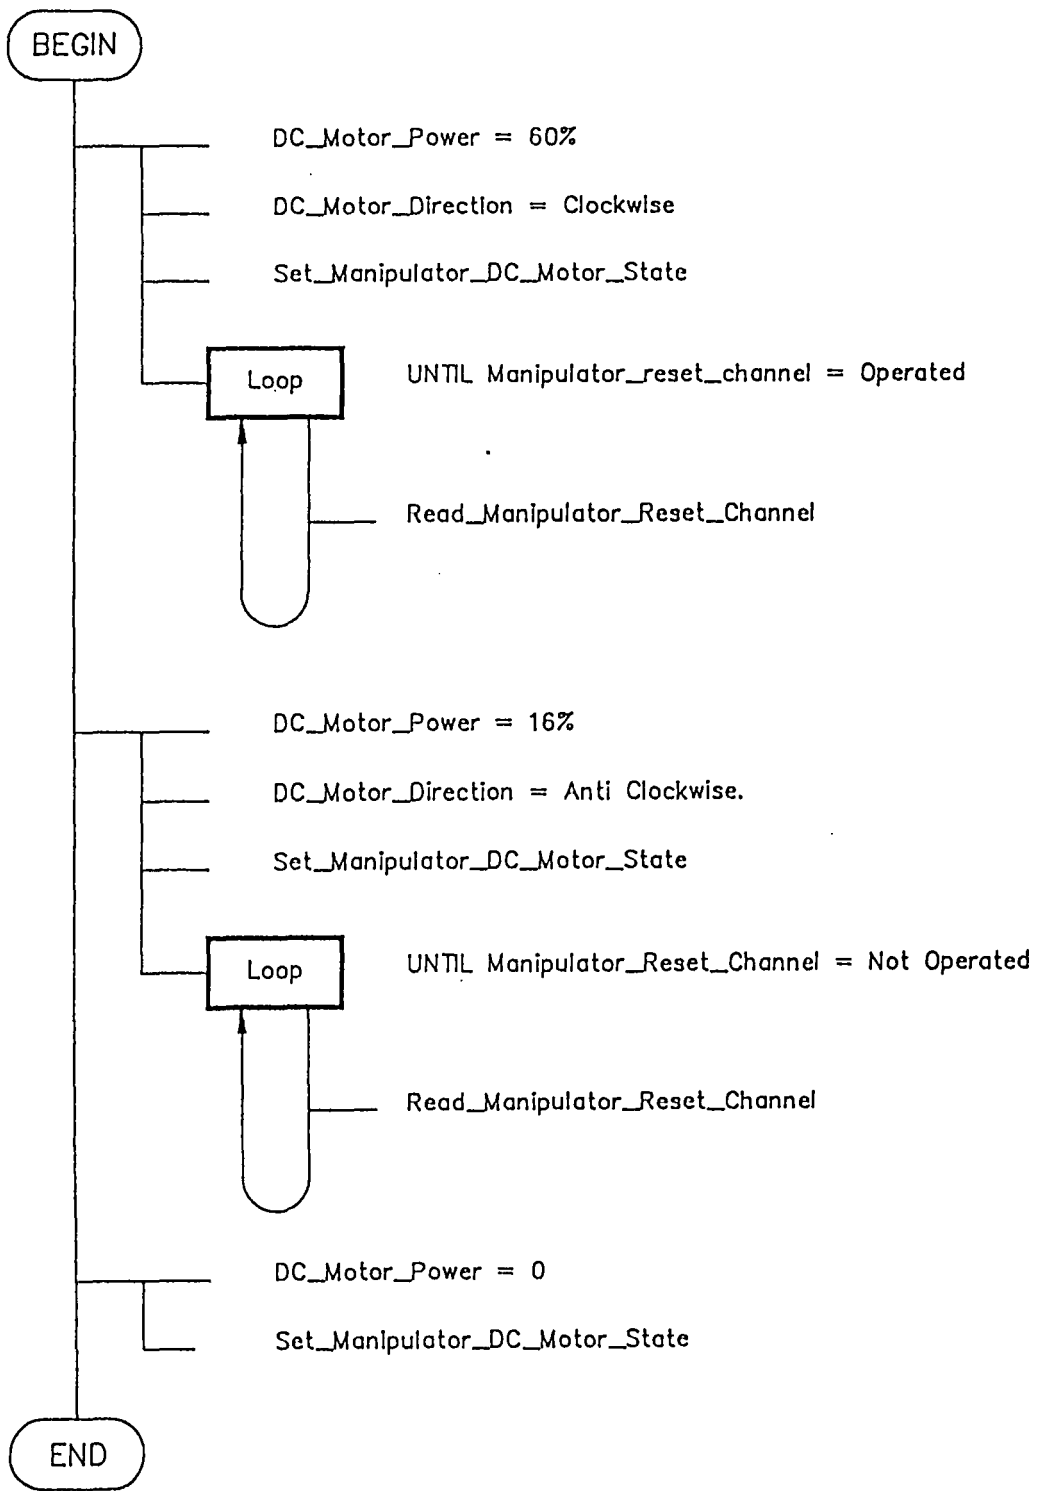 BEGIN
DC_Motor_Power = 60%
DC_Motor_Direction = Clockwise
Set_Manipulator_DC_Motor_State
Loop UNTIL Manipulator_reset_channel = Operated
Read_Manipulator_Reset_Channel
DC_Motor_Power = 16%
DC_Motor_Direction = Anti Clockwise.
Set_Manipulator_DC_Motor_State
Loop UNTIL Manipulator_Reset_Channel = Not Operated
Read_Manipulator_Reset_Channel
DC_Motor_Power = 0
Set_Manipulator_DC_Motor_State
END